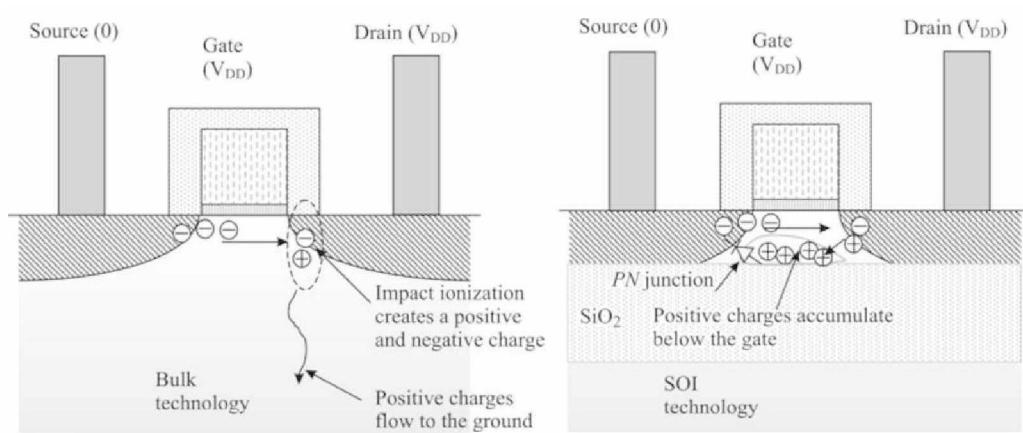 Source (0)
Gate
(VDD)
Drain (VDD)
Impact ionization
creates a positive
and negative charge
Bulk
technology
Positive charges
flow to the ground
Source (0)
Gate
(VDD)
Drain (VDD)
PN junction
SiO2
Positive charges accumulate
below the gate
SOI
technology